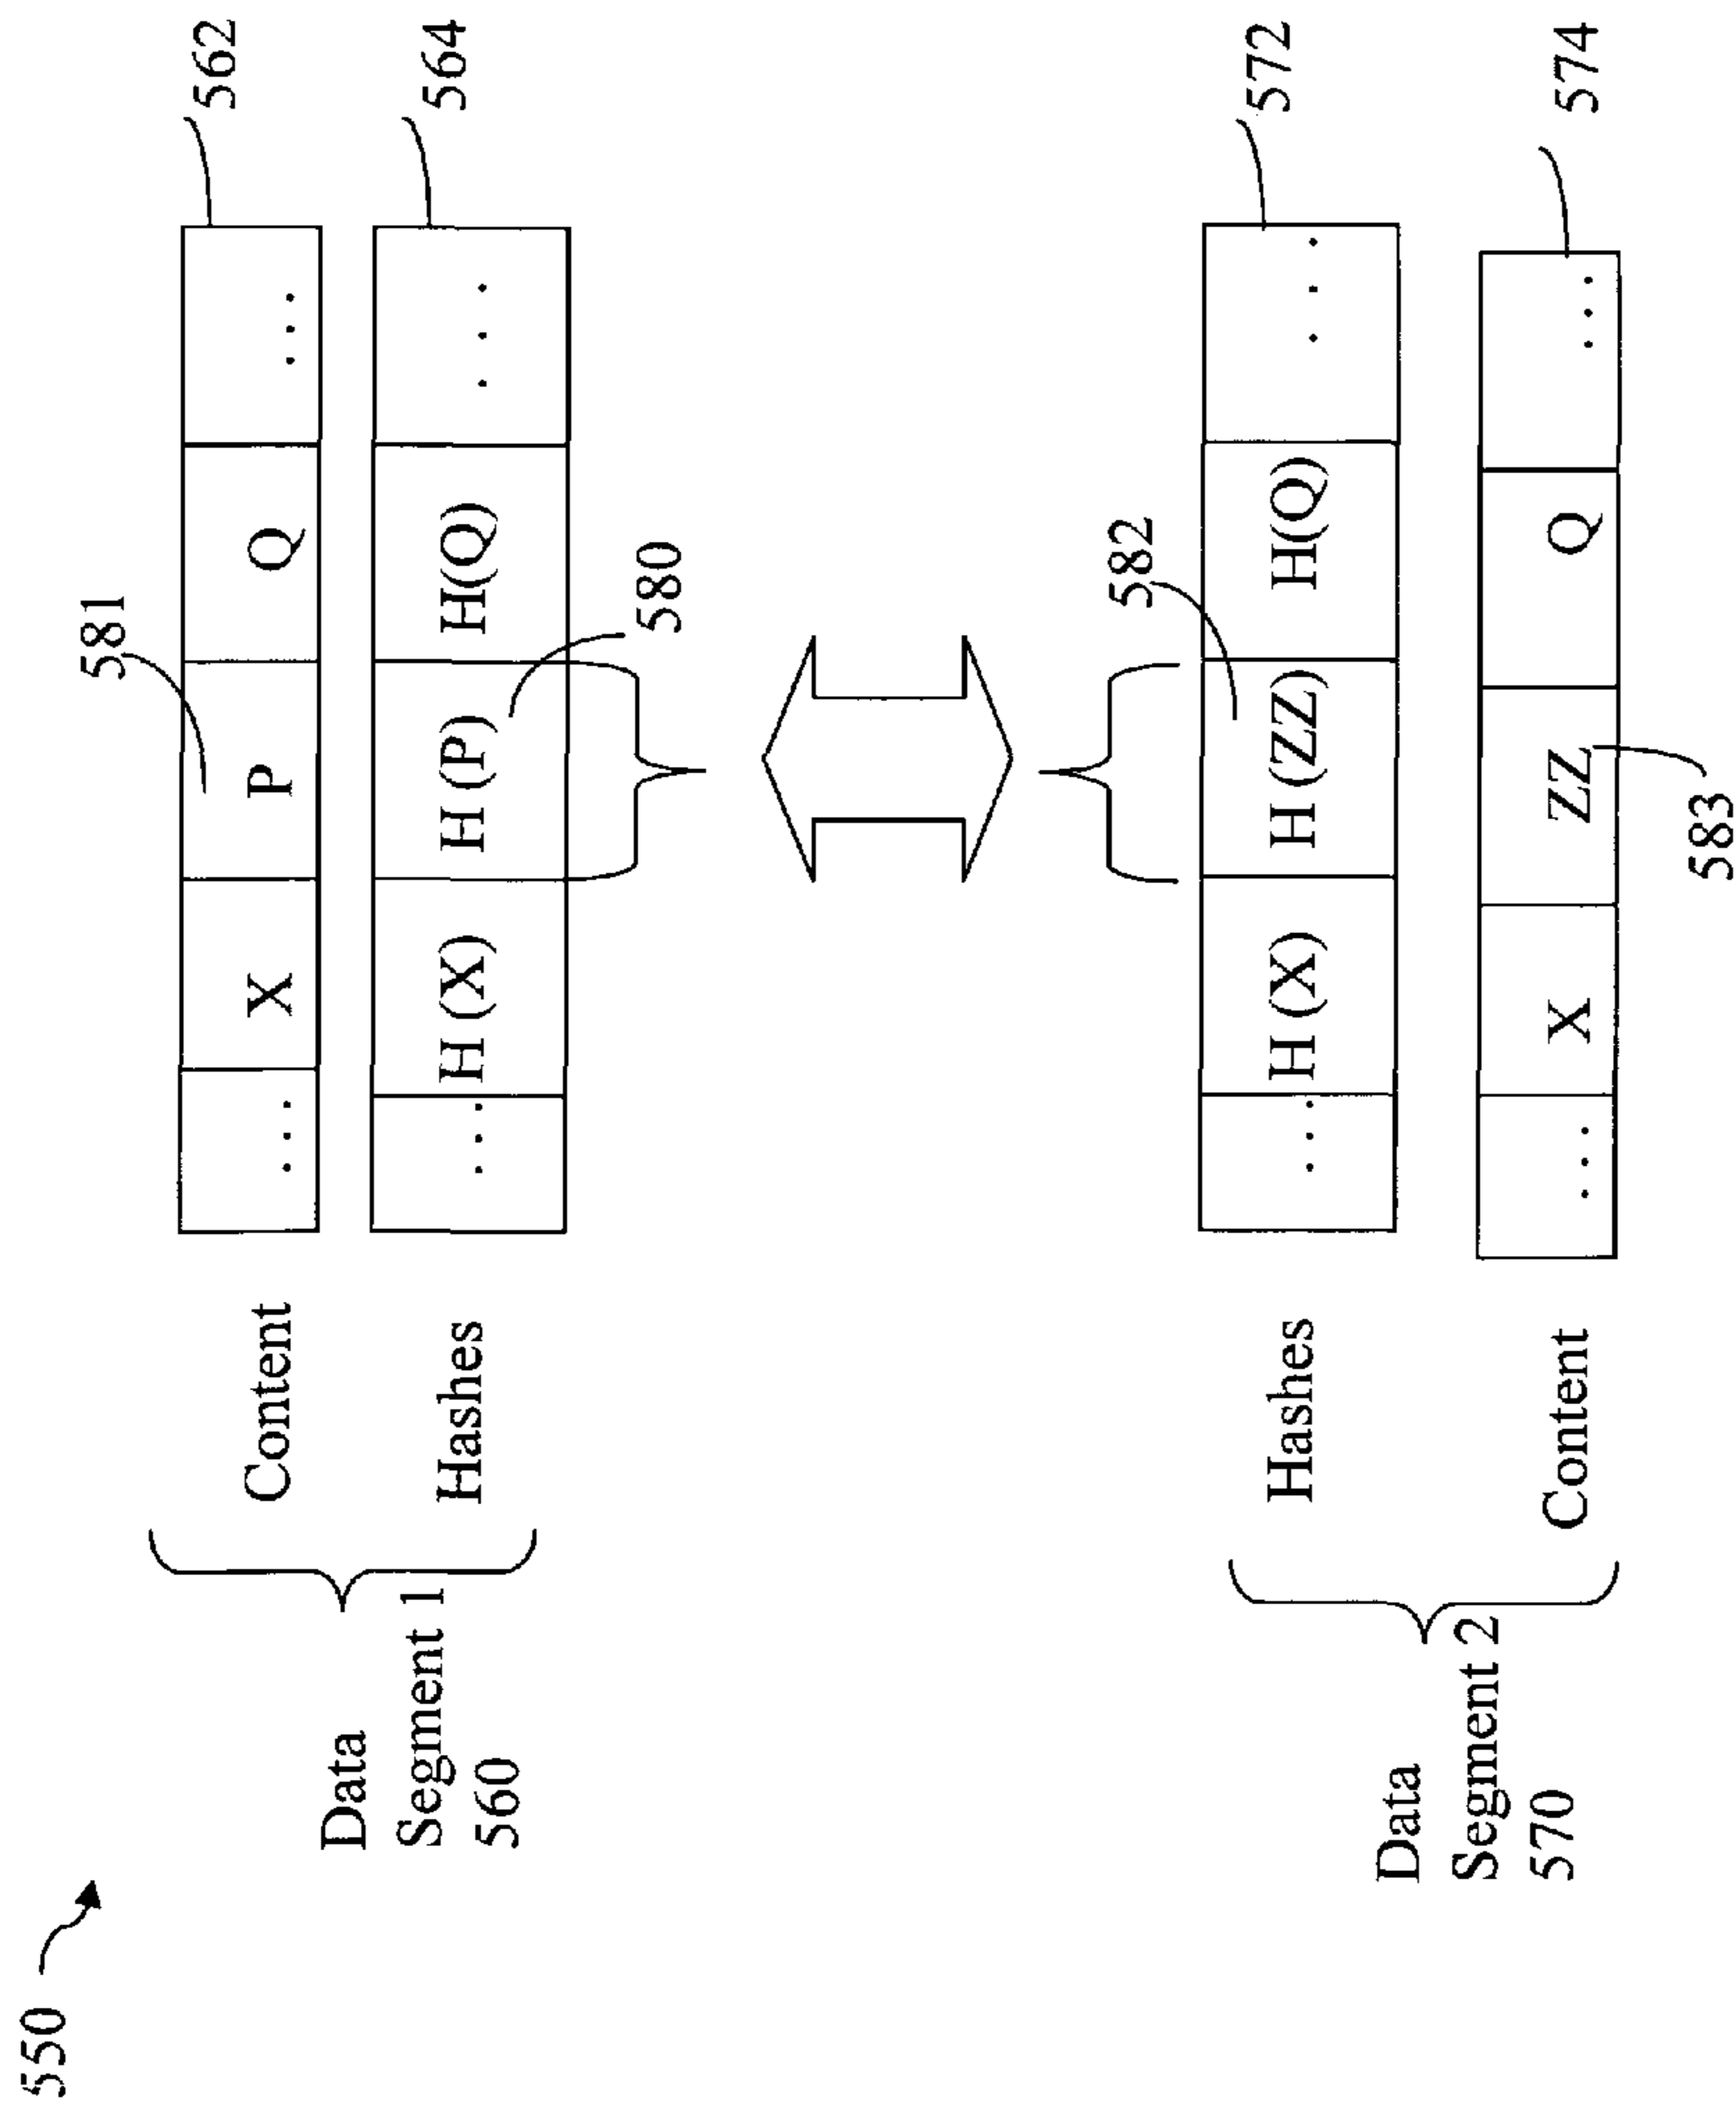 550
581
562
Content
... X P Q ...
564
Hashes
... H (X) H (P) H(Q) ...
Data
Segment 1
560
580
582
572
Hashes
... H (X) H (ZZ) H(Q) ...
574
Content
... X ZZ Q ...
Data
Segment 2
570
583